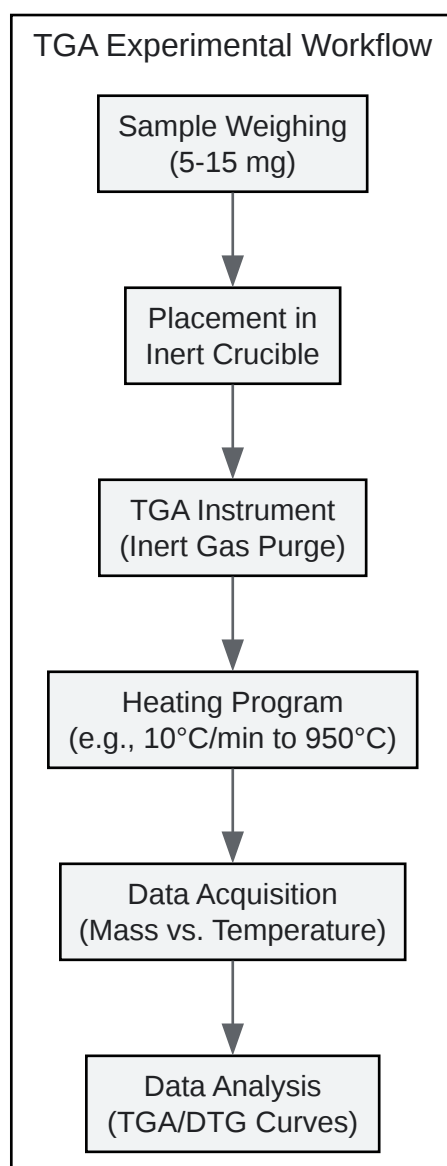 TGA Experimental Workflow
Sample Weighing
(5-15 mg)
Placement in
Inert Crucible
TGA Instrument
(Inert Gas Purge)
Heating Program
(e.g., 10°C/min to 950°C)
Data Acquisition
(Mass vs. Temperature)
Data Analysis
(TGA/DTG Curves)